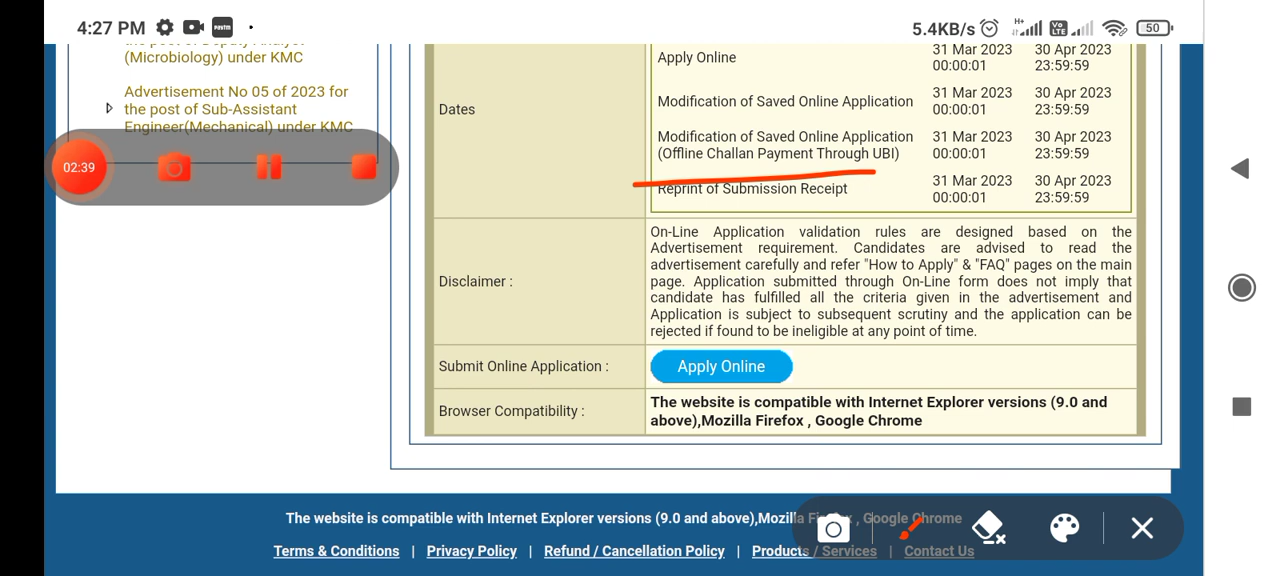 4:27 PM
paytm
5.4KB/s
H+
Vo
LTE
50
(Microbiology) under KMC
Advertisement No 05 of 2023 for
the post of Sub-Assistant
Engineer(Mechanical) under KMC
02:39
Dates
Apply Online 31 Mar 2023 30 Apr 2023
00:00:01 23:59:59
Modification of Saved Online Application 31 Mar 2023 30 Apr 2023
00:00:01 23:59:59
Modification of Saved Online Application 31 Mar 2023 30 Apr 2023
(Offline Challan Payment Through UBI) 00:00:01 23:59:59
Reprint of Submission Receipt 31 Mar 2023 30 Apr 2023
00:00:01 23:59:59
Disclaimer :
On-Line Application validation rules are designed based on the
Advertisement requirement. Candidates are advised to read the
advertisement carefully and refer "How to Apply" & "FAQ" pages on the main
page. Application submitted through On-Line form does not imply that
candidate has fulfilled all the criteria given in the advertisement and
Application is subject to subsequent scrutiny and the application can be
rejected if found to be ineligible at any point of time.
Submit Online Application : Apply Online
Browser Compatibility :
The website is compatible with Internet Explorer versions (9.0 and
above),Mozilla Firefox , Google Chrome
The website is compatible with Internet Explorer versions (9.0 and above),Mozilla Firefox , Google Chrome
Terms & Conditions | Privacy Policy | Refund / Cancellation Policy | Products / Services | Contact Us